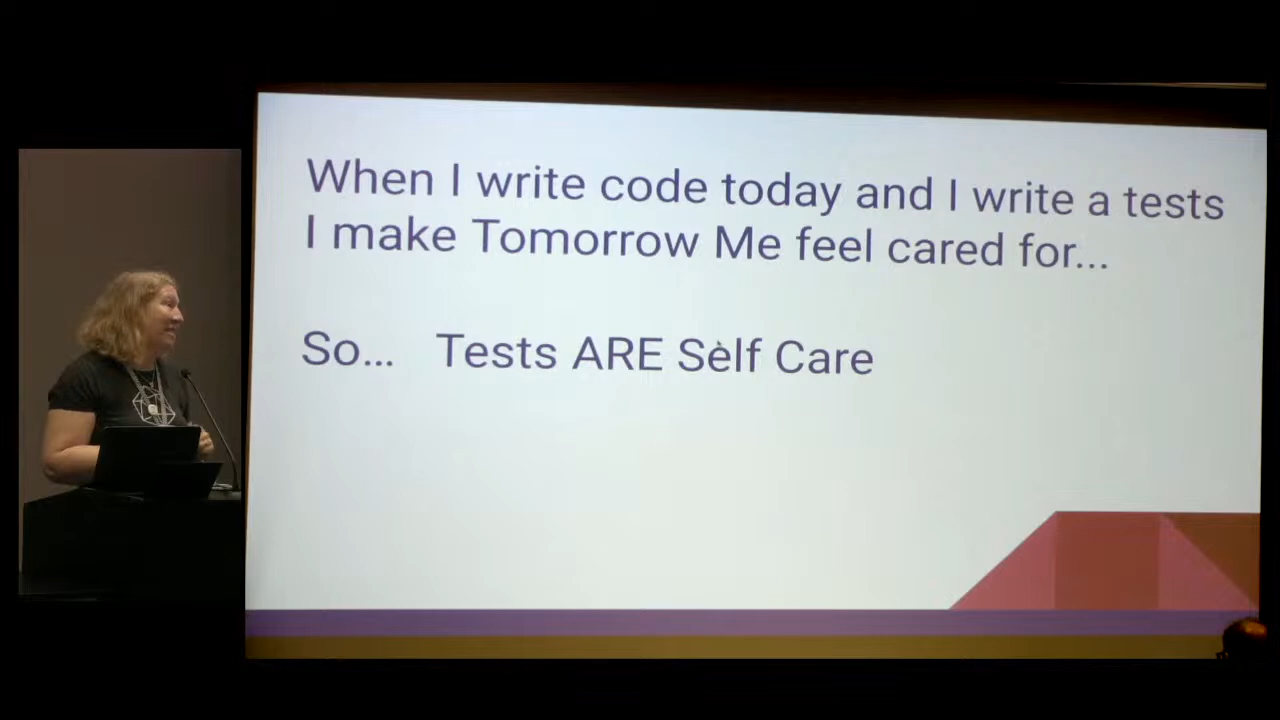 When I write code today and I write a tests
I make Tomorrow Me feel cared for...
So... Tests ARE Self Care